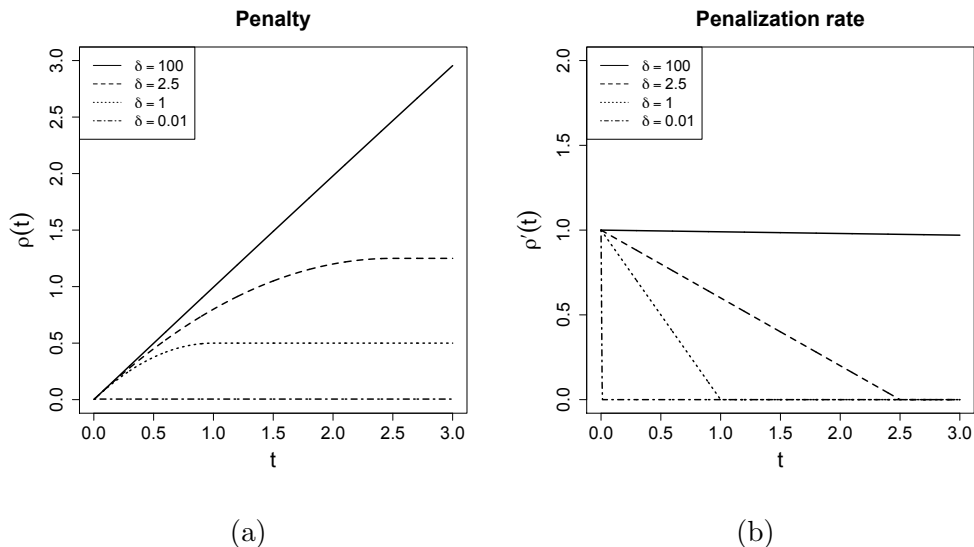 Penalty
δ = 100
δ = 2.5
δ = 1
δ = 0.01
ρ(t)
0.0 0.5 1.0 1.5 2.0 2.5 3.0
0.0 0.5 1.0 1.5 2.0 2.5 3.0
t
(a)
Penalization rate
δ = 100
δ = 2.5
δ = 1
δ = 0.01
ρ′(t)
0.0 0.5 1.0 1.5 2.0
0.0 0.5 1.0 1.5 2.0 2.5 3.0
t
(b)